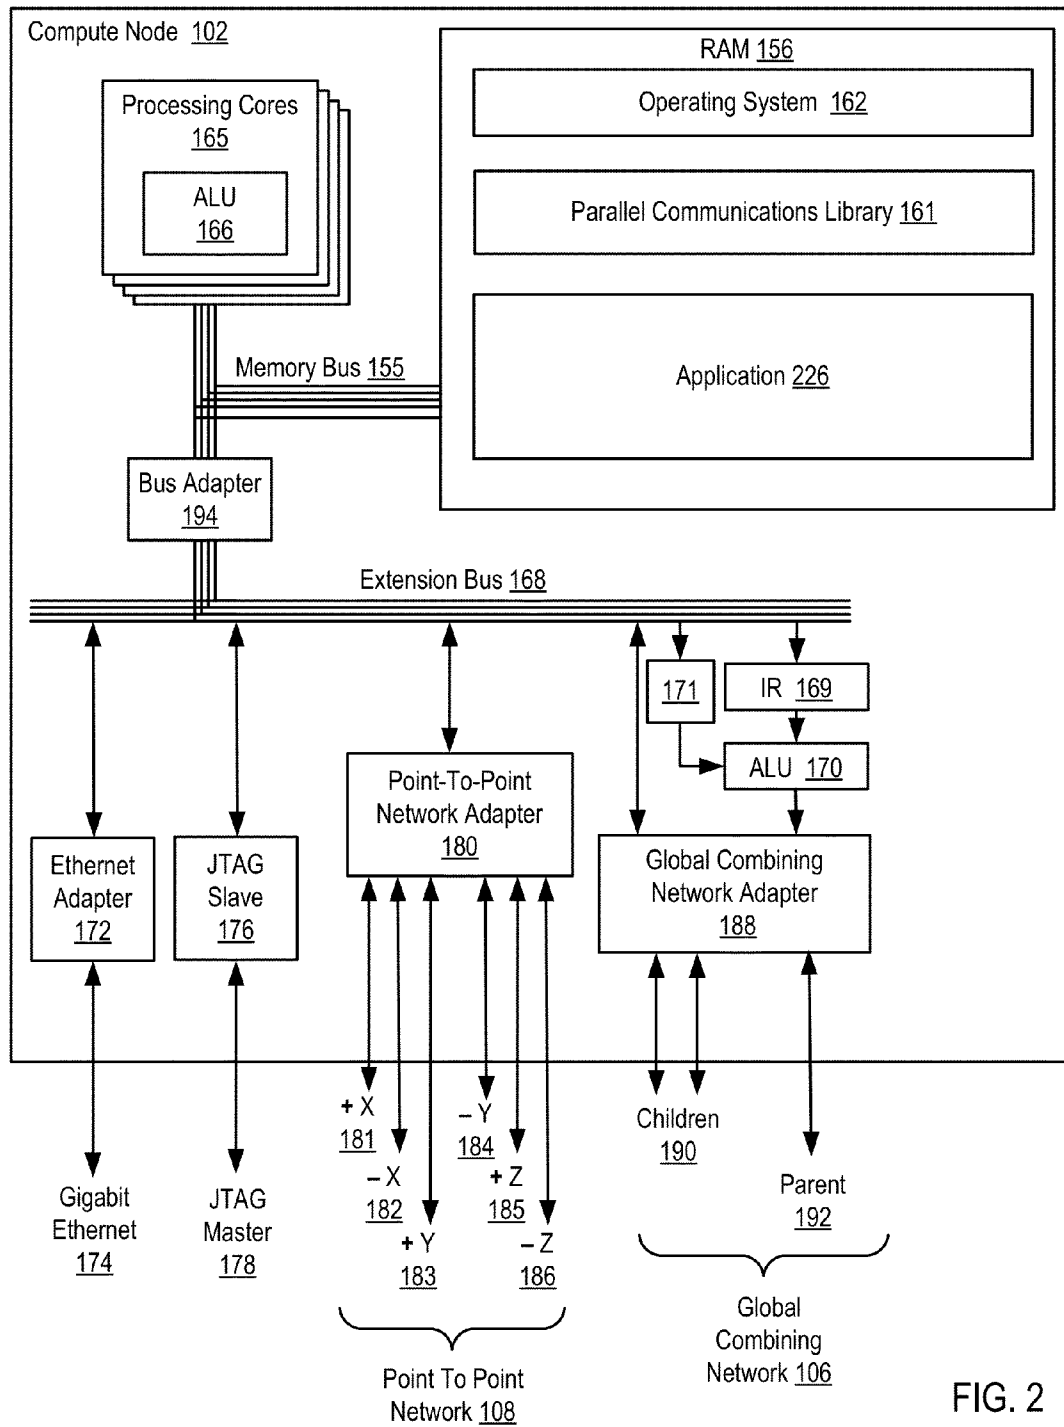 Compute Node 102
RAM 156
Operating System 162
Parallel Communications Library 161
Application 226
Processing Cores
165
ALU
166
Memory Bus 155
Bus Adapter
194
Extension Bus 168
171
IR 169
ALU 170
Point-To-Point
Network Adapter
180
Ethernet
Adapter
172
JTAG
Slave
176
Global Combining
Network Adapter
188
+ X
181
– X
182
+ Y
183
– Y
184
+ Z
185
– Z
186
Children
190
Parent
192
Gigabit
Ethernet
174
JTAG
Master
178
Point To Point
Network 108
Global
Combining
Network 106
FIG. 2